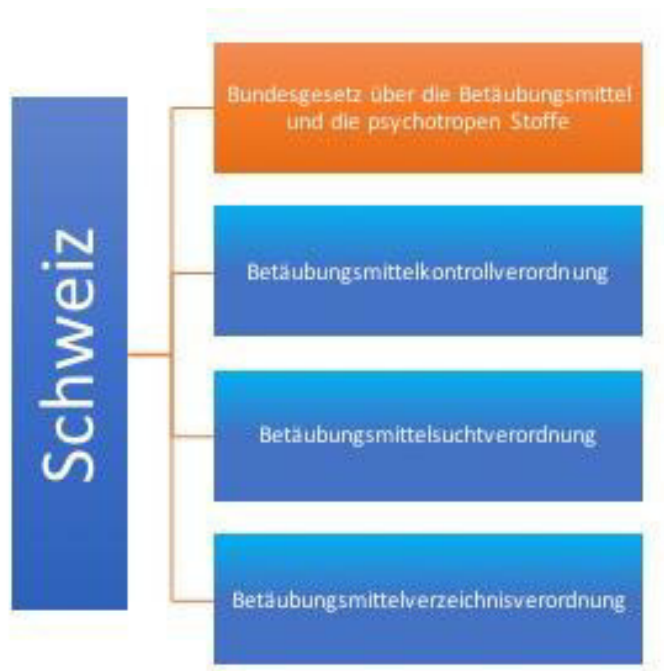 Schweiz
Bundesgesetz über die Betäubungsmittel
und die psychotropen Stoffe
Betäubungsmittelkontrollverordnung
Betäubungsmittelsuchtverordnung
Betäubungsmittelverzeichnisverordnung